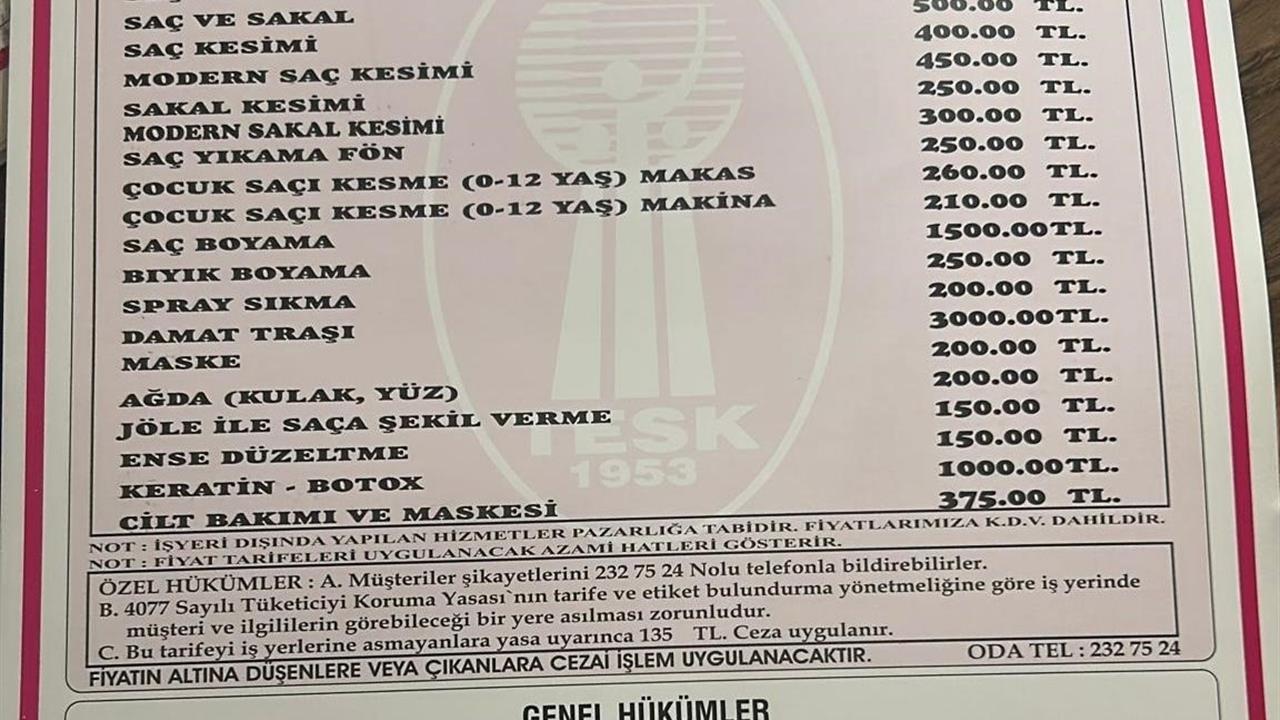 SAÇ VE SAKAL 500.00 TL.
SAÇ KESİMİ 400.00 TL.
MODERN SAÇ KESİMİ 450.00 TL.
SAKAL KESİMİ 250.00 TL.
MODERN SAKAL KESİMİ 300.00 TL.
SAÇ YIKAMA FÖN 250.00 TL.
ÇOCUK SAÇI KESME (0-12 YAŞ) MAKAS 260.00 TL.
ÇOCUK SAÇI KESME (0-12 YAŞ) MAKİNA 210.00 TL.
SAÇ BOYAMA 1500.00TL.
BIYIK BOYAMA 250.00 TL.
SPRAY SIKMA 200.00 TL.
DAMAT TRAŞI 3000.00TL.
MASKE 200.00 TL.
AĞDA (KULAK, YÜZ) 200.00 TL.
JÖLE İLE SAÇA ŞEKİL VERME 150.00 TL.
ENSE DÜZELTME 150.00 TL.
KERATİN - BOTOX 1000.00TL.
CİLT BAKIMI VE MASKESİ 375.00 TL.
TESK
1953
NOT : İŞYERİ DIŞINDA YAPILAN HİZMETLER PAZARLIĞA TABİDİR. FİYATLARIMIZA K.D.V. DAHİLDİR.
NOT : FİYAT TARİFELERİ UYGULANACAK AZAMİ HATLERİ GÖSTERİR.
ÖZEL HÜKÜMLER : A. Müşteriler şikayetlerini 232 75 24 Nolu telefonla bildirebilirler.
B. 4077 Sayılı Tüketiciyi Koruma Yasası`nın tarife ve etiket bulundurma yönetmeliğine göre iş yerinde
müşteri ve ilgililerin görebileceği bir yere asılması zorunludur.
C. Bu tarifeyi iş yerlerine asmayanlara yasa uyarınca 135 TL. Ceza uygulanır.
FİYATIN ALTINA DÜŞENLERE VEYA ÇIKANLARA CEZAİ İŞLEM UYGULANACAKTIR. ODA TEL : 232 75 24
GENEL HÜKÜMLER